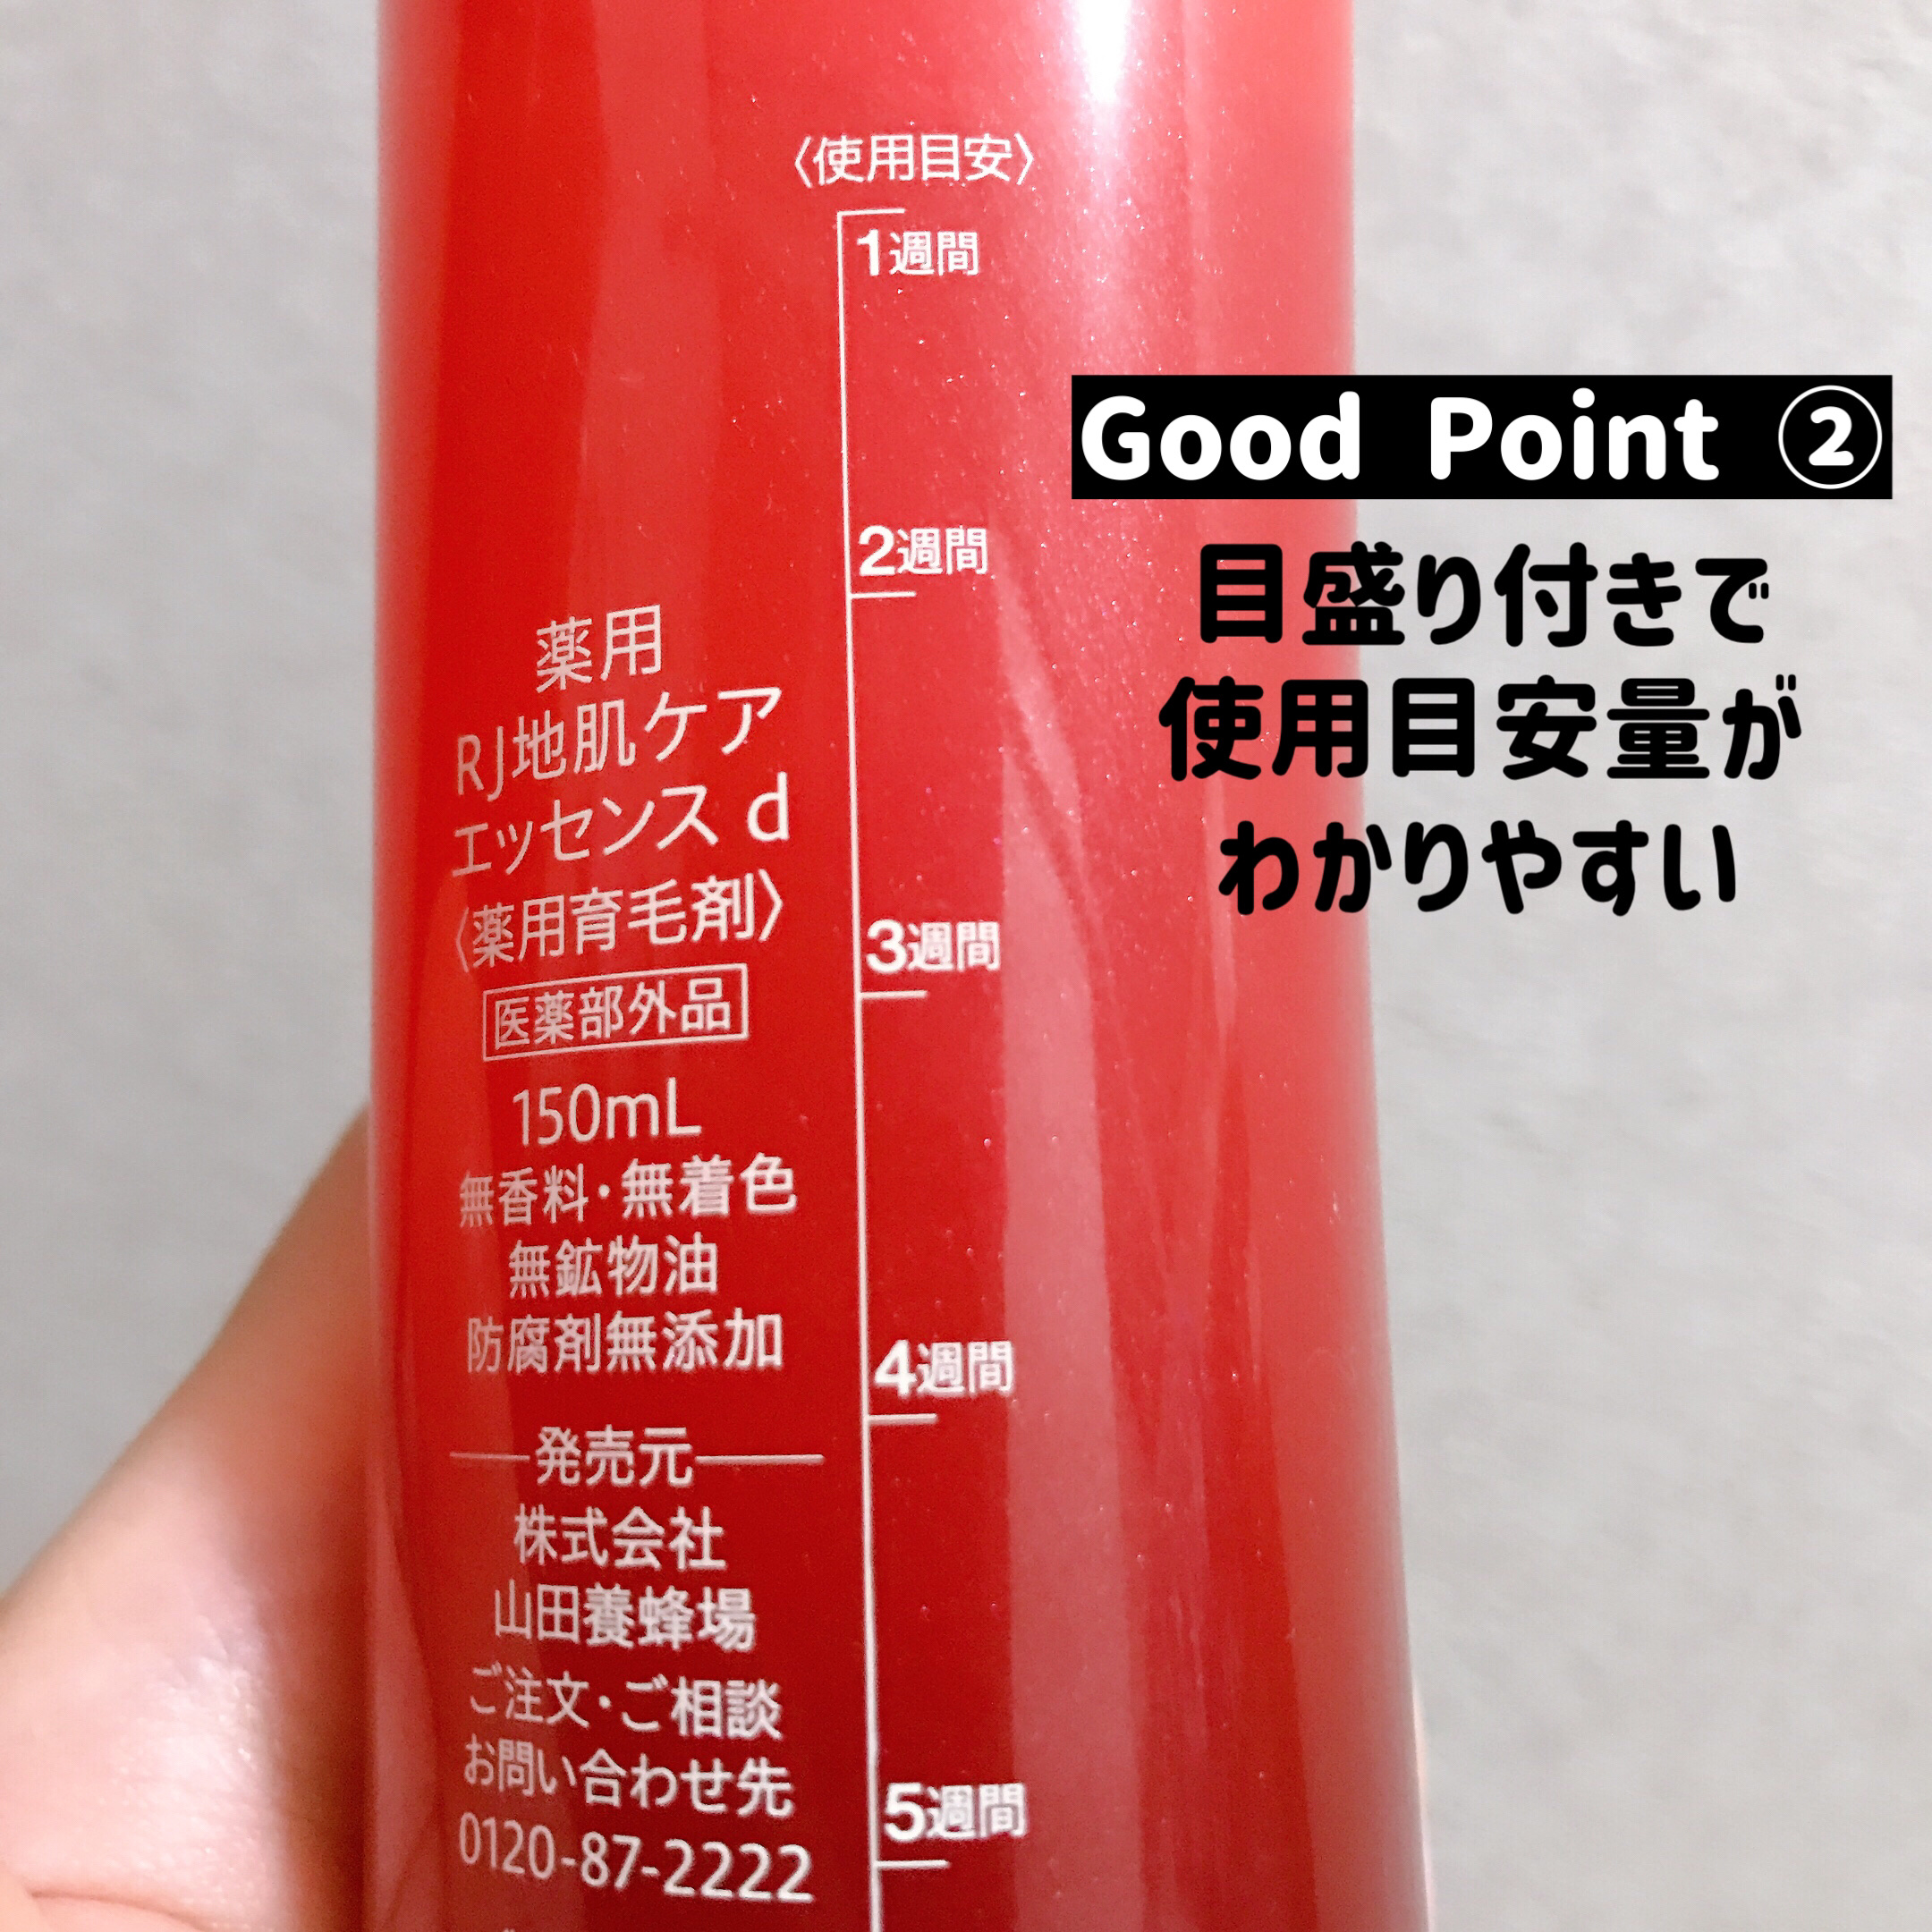 〈使用目安〉
1週間
2週間
3週間
4週間
5週間
薬用
RJ地肌ケア
エッセンス d
〈薬用育毛剤〉
医薬部外品
150mL
無香料・無着色
無鉱物油
防腐剤無添加
発売元
株式会社
山田養蜂場
ご注文・ご相談
お問い合わせ先
0120-87-2222
Good Point ②
目盛り付きで
使用目安量が
わかりやすい